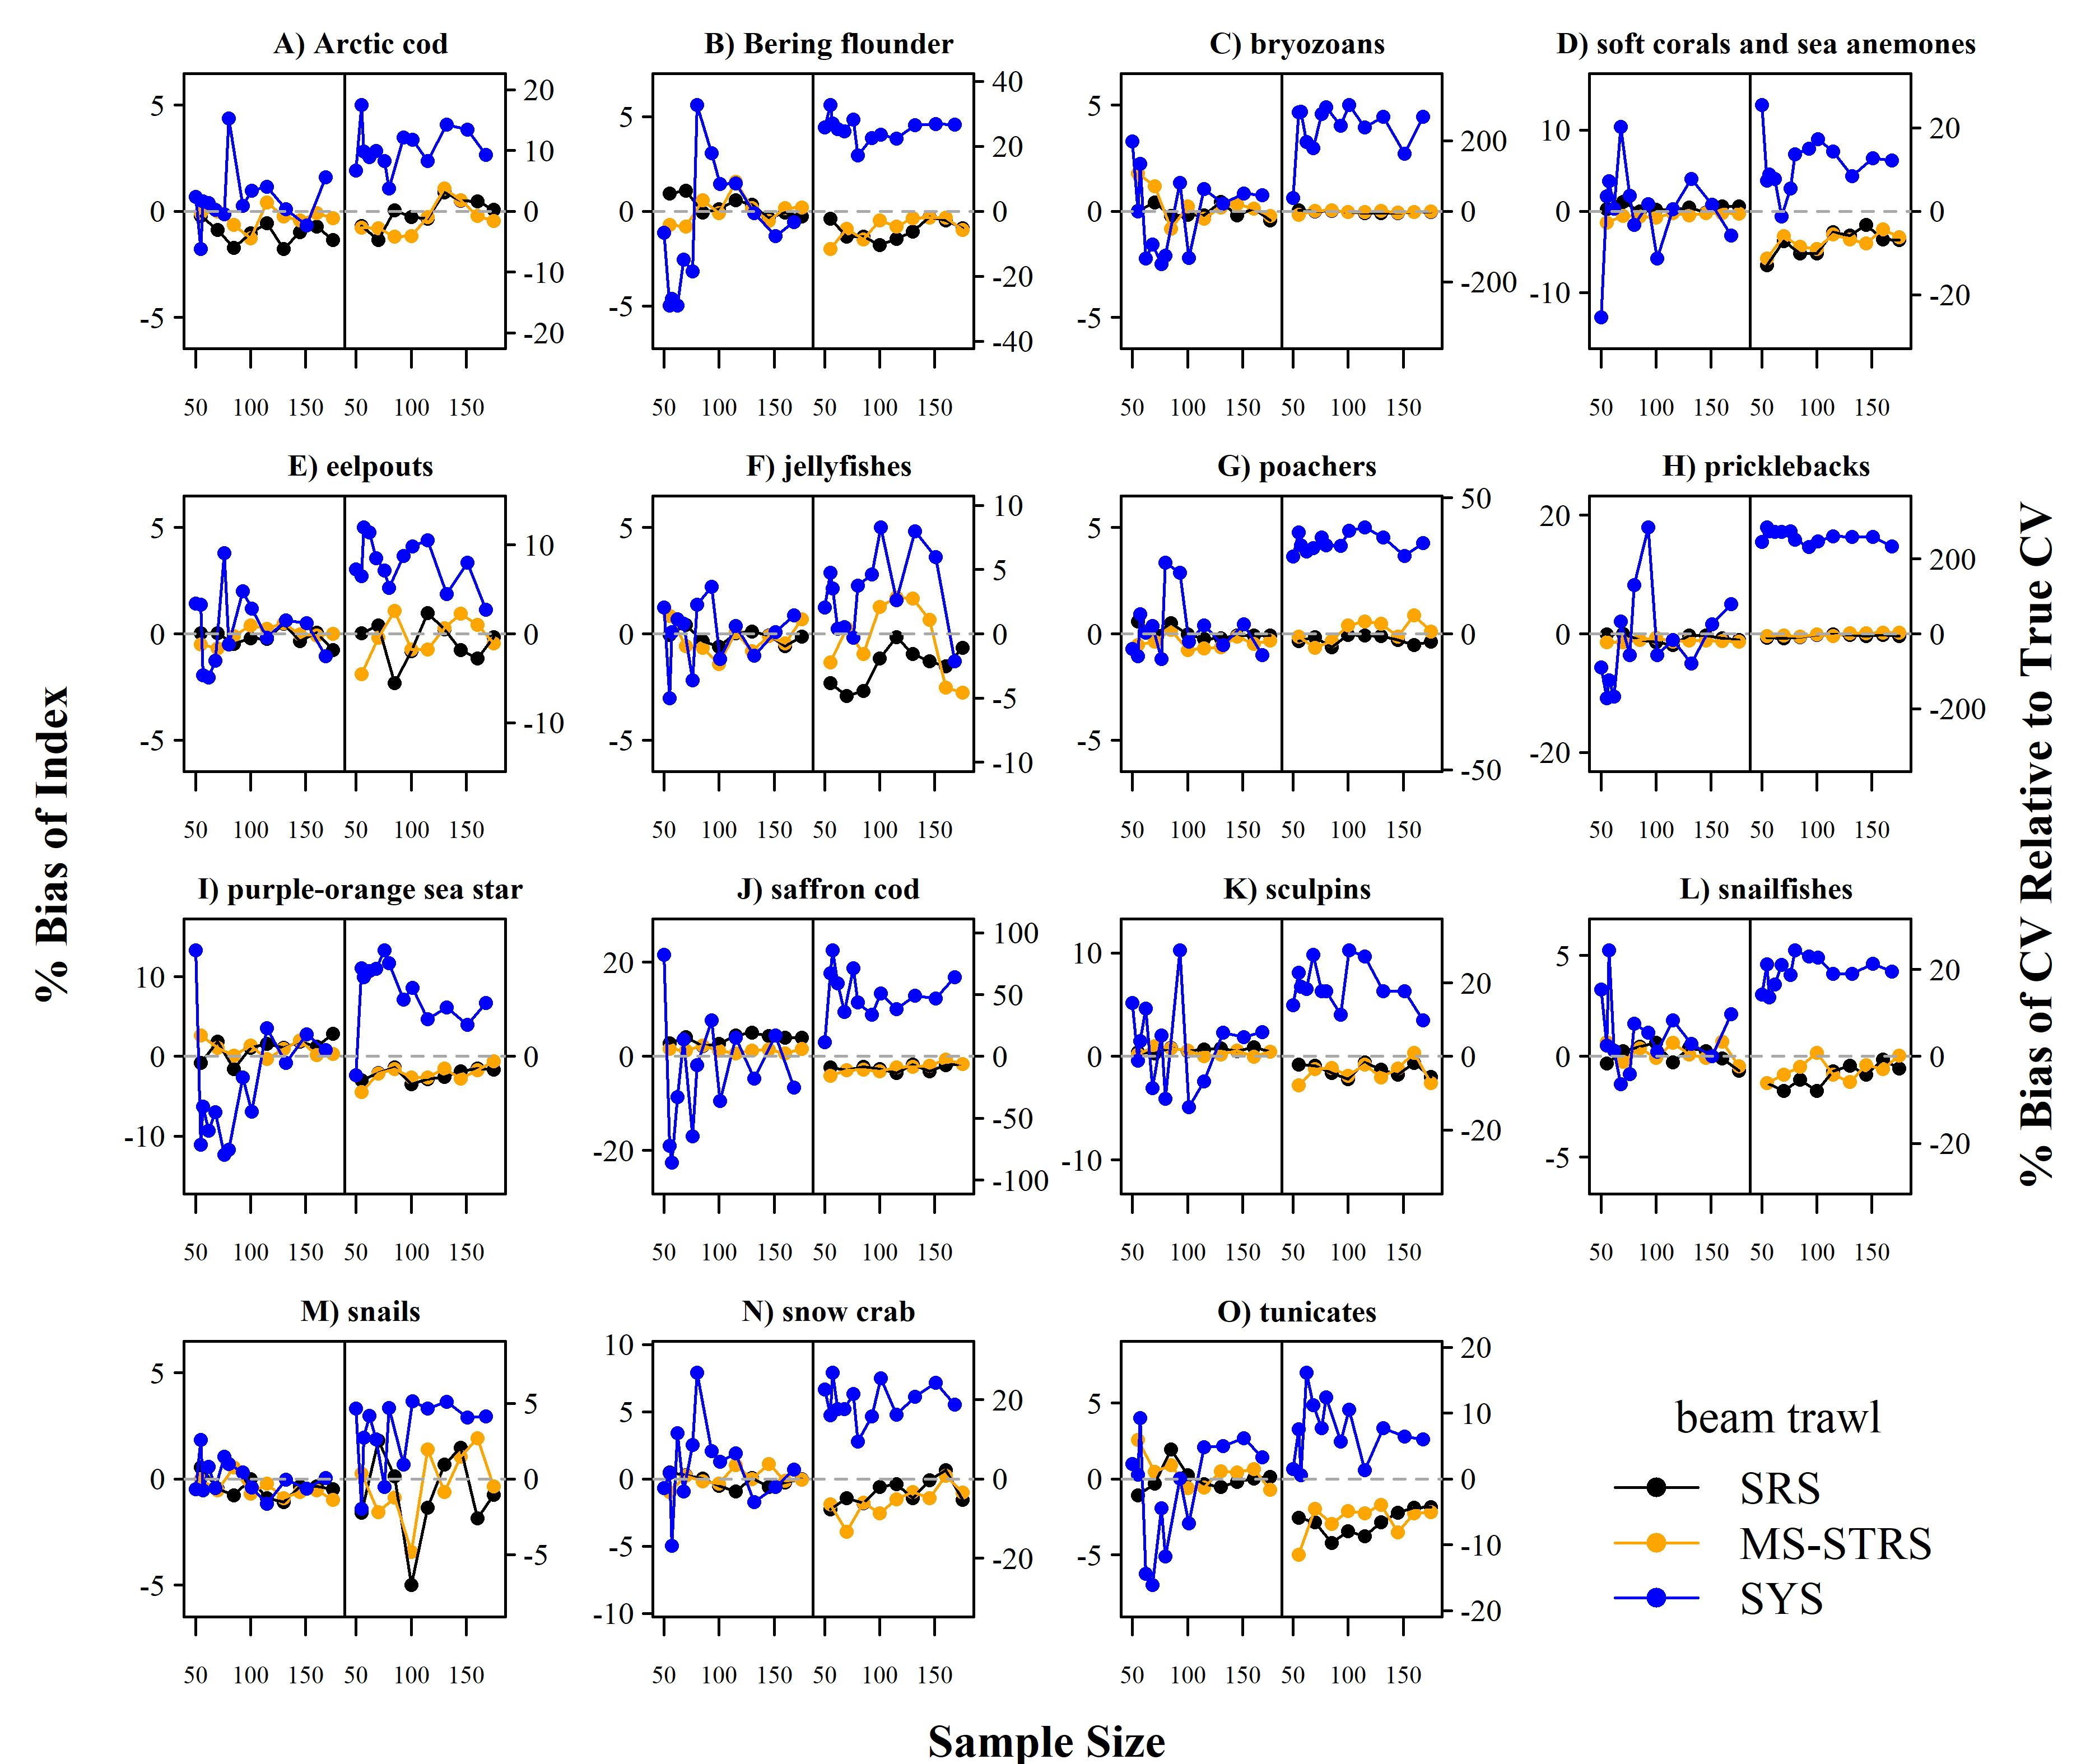 A) Arctic cod
B) Bering flounder
C) bryozoans
D) soft corals and sea anemones
5
0
-5
20
10
0
-10
-20
50 100 150 50 100 150
5
0
-5
40
20
0
-20
-40
50 100 150 50 100 150
5
0
-5
200
0
-200
50 100 150 50 100 150
10
0
-10
20
0
-20
50 100 150 50 100 150
E) eelpouts
F) jellyfishes
G) poachers
H) pricklebacks
5
0
-5
10
0
-10
50 100 150 50 100 150
5
0
-5
10
5
0
-5
-10
50 100 150 50 100 150
5
0
-5
50
0
-50
50 100 150 50 100 150
20
0
-20
200
0
-200
50 100 150 50 100 150
I) purple-orange sea star
J) saffron cod
K) sculpins
L) snailfishes
10
0
-10
0
50 100 150 50 100 150
20
0
-20
100
50
0
-50
-100
50 100 150 50 100 150
10
0
-10
20
0
-20
50 100 150 50 100 150
5
0
-5
20
0
-20
50 100 150 50 100 150
M) snails
N) snow crab
O) tunicates
5
0
-5
5
0
-5
50 100 150 50 100 150
10
5
0
-5
-10
20
0
-20
50 100 150 50 100 150
5
0
-5
20
10
0
-10
-20
50 100 150 50 100 150
beam trawl
SRS
MS-STRS
SYS
% Bias of Index
% Bias of CV Relative to True CV
Sample Size